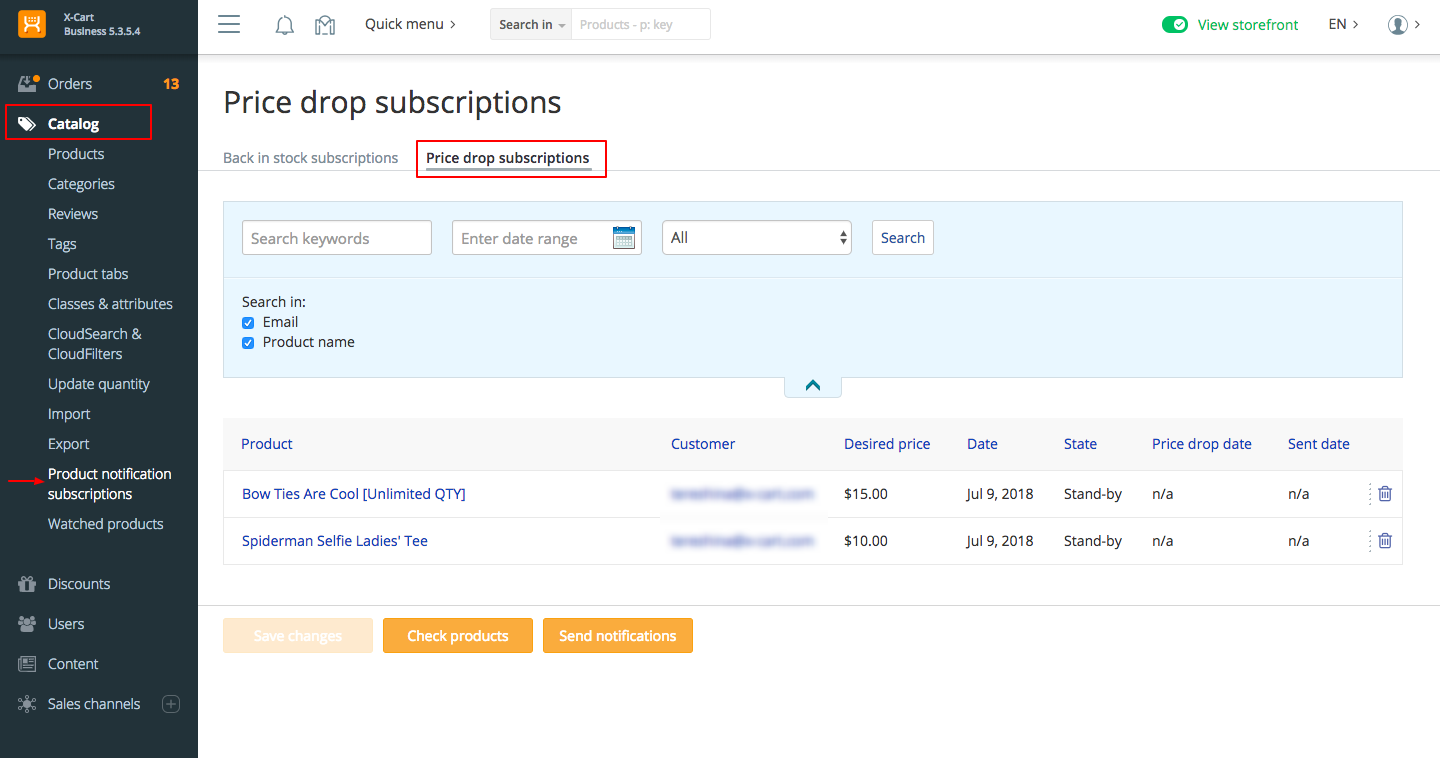 X-Cart
Business 5.3.5.4
Quick menu
Search in
Products - p: key
View storefront
EN
Orders
13
Catalog
Products
Categories
Reviews
Tags
Product tabs
Classes & attributes
CloudSearch &
CloudFilters
Update quantity
Import
Export
Product notification
subscriptions
Watched products
Discounts
Users
Content
Sales channels
Price drop subscriptions
Back in stock subscriptions
Price drop subscriptions
Search keywords
Enter date range
All
Search
Search in:
Email
Product name
Product Customer Desired price Date State Price drop date Sent date
Bow Ties Are Cool [Unlimited QTY] $15.00 Jul 9, 2018 Stand-by n/a n/a
Spiderman Selfie Ladies' Tee $10.00 Jul 9, 2018 Stand-by n/a n/a
Save changes
Check products
Send notifications